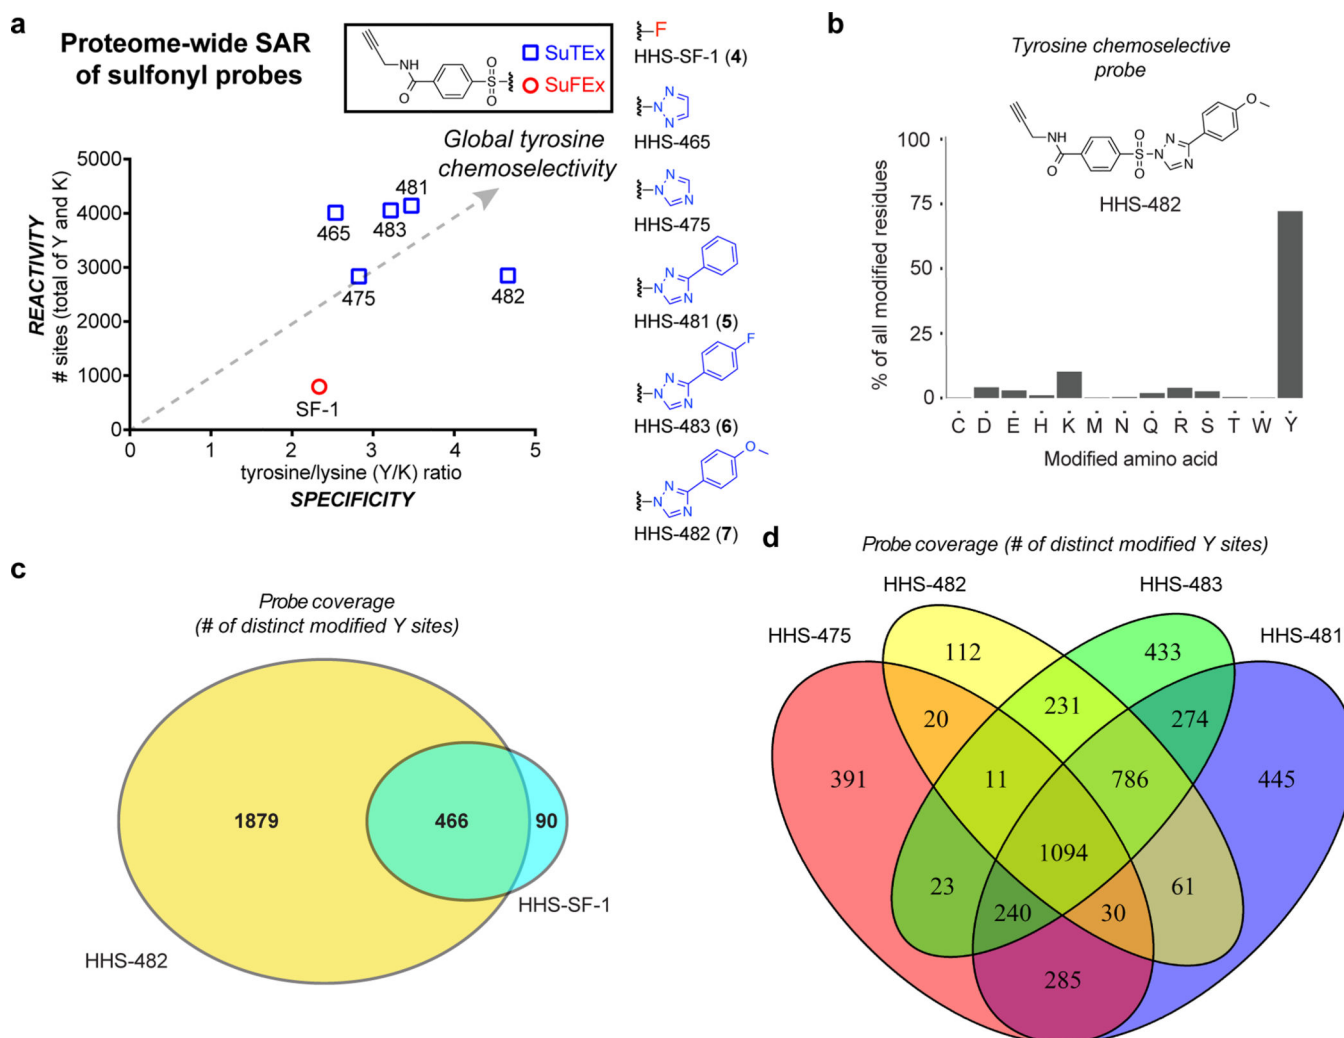 a
Proteome-wide SAR
of sulfonyl probes
NH
O
S
O
O
SuTEx
SuFEx
Global tyrosine
chemoselectivity
REACTIVITY
# sites (total of Y and K)
5000
4000
3000
2000
1000
0
465
483
481
475
482
SF-1
0 1 2 3 4 5
tyrosine/lysine (Y/K) ratio
SPECIFICITY
F
HHS-SF-1 (4)
N
N
N
HHS-465
N
N
N
HHS-475
N
N
N
HHS-481 (5)
F
N
N
N
HHS-483 (6)
O
N
N
N
HHS-482 (7)
b
Tyrosine chemoselective
probe
NH
O
O
S
O
N
N
N
O
HHS-482
% of all modified residues
100
75
50
25
0
C D E H K M N Q R S T W Y
Modified amino acid
c
Probe coverage
(# of distinct modified Y sites)
1879
466
90
HHS-SF-1
HHS-482
d
Probe coverage (# of distinct modified Y sites)
HHS-482
HHS-483
HHS-475
HHS-481
112
433
20
231
274
391
11
786
445
1094
23
61
240
30
285